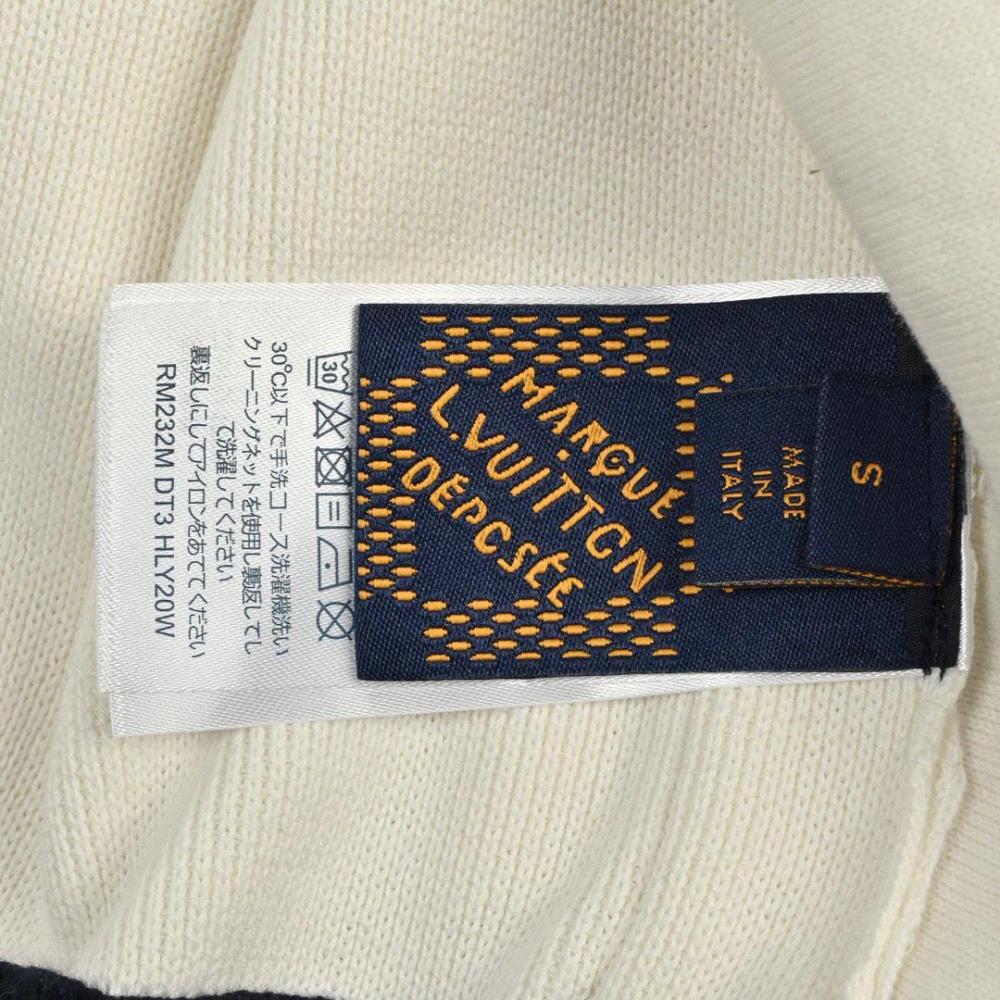 MARQUE
L.VUITTON
DÉPOSÉE
MADE
IN
ITALY
S
30
30℃以下で手洗コース洗濯機洗い
クリーニングネットを使用し裏返してし
て洗濯してください
裏返しにしてアイロンをあててください
RM232M DT3 HLY20W